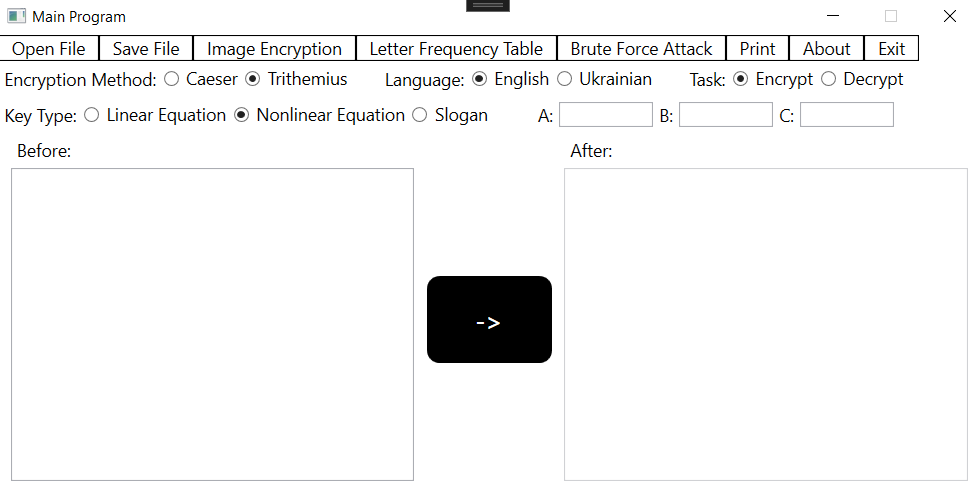 Main Program
Open File Save File Image Encryption Letter Frequency Table Brute Force Attack Print About Exit
Encryption Method: Caeser Trithemius Language: English Ukrainian Task: Encrypt Decrypt
Key Type: Linear Equation Nonlinear Equation Slogan A: B: C:
Before: After:
->